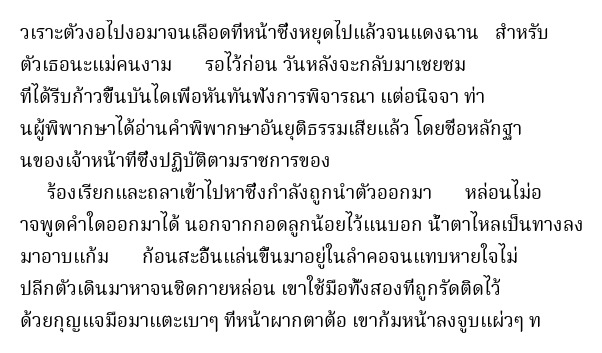 วเราะตัวงอไปงอมาจนเลือดที่หน้าซึ่งหยุดไปแล้วจนแดงฉาน สำหรับ
ตัวเธอนะแม่คนงาม รอไว้ก่อน วันหลังจะกลับมาเชยชม
ที่ได้รีบก้าวขึ้นบันไดเพื่อหันทันฟังการพิจารณา แต่อนิจจา ท่า
นผู้พิพากษาได้อ่านคำพิพากษาอันยุติธรรมเสียแล้ว โดยชื่อหลักฐา
นของเจ้าหน้าที่ซึ่งปฏิบัติตามราชการของ
ร้องเรียกและถลาเข้าไปหาซึ่งกำลังถูกนำตัวออกมา หล่อนไม่อ
าจพูดคำใดออกมาได้ นอกจากกอดลูกน้อยไว้แนบอก น้ำตาไหลเป็นทางลง
มาอาบแก้ม ก้อนสะอื้นแล่นขึ้นมาอยู่ในลำคอจนแทบหายใจไม่
ปลีกตัวเดินมาหาจนชิดกายหล่อน เขาใช้มือทั้งสองที่ถูกรัดติดไว้
ด้วยกุญแจมือมาแตะเบาๆ ที่หน้าผากตาต้อ เขาก้มหน้าลงจูบแผ่วๆ ท